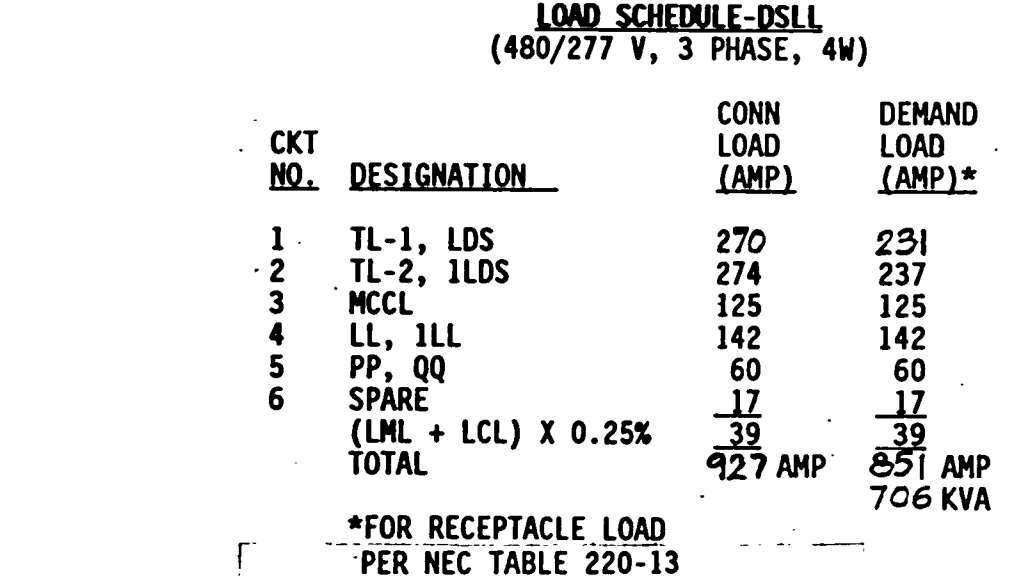 LOAD SCHEDULE-DSLL
(480/277 V, 3 PHASE, 4W)
CONN DEMAND
CKT LOAD LOAD
NO. DESIGNATION (AMP) (AMP)*
1 TL-1, LDS 270 231
2 TL-2, 1LDS 274 237
3 MCCL 125 125
4 LL, 1LL 142 142
5 PP, QQ 60 60
6 SPARE 17 17
(LML + LCL) X 0.25% 39 39
TOTAL 927 AMP 851 AMP
706 KVA
*FOR RECEPTACLE LOAD
PER NEC TABLE 220-13